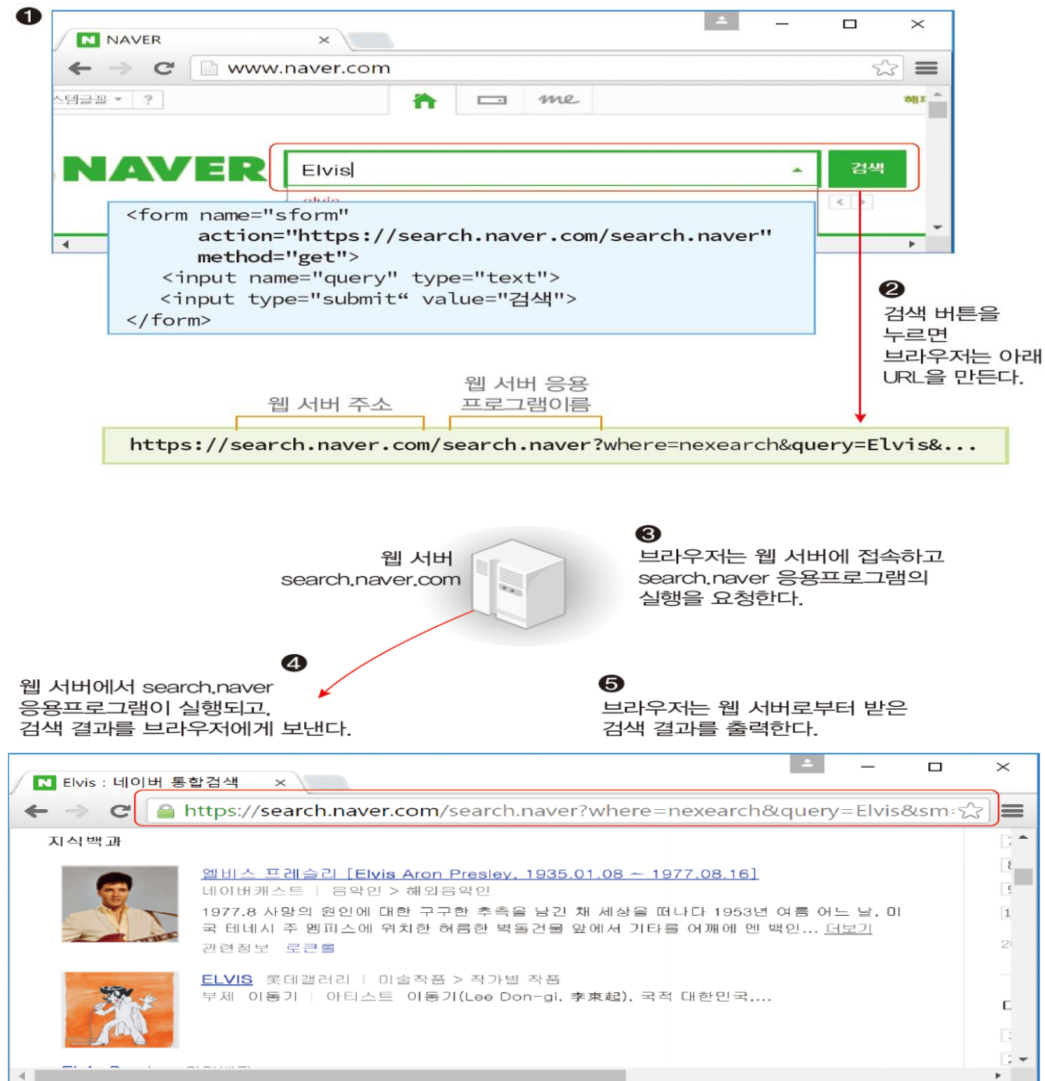 ❶
NAVER
www.naver.com
스템글꼴 ?
me
NAVER
Elvis
검색
<form name="sform"
action="https://search.naver.com/search.naver"
method="get">
<input name="query" type="text">
<input type="submit“ value="검색">
</form>
❷
검색 버튼을
누르면
브라우저는 아래
URL을 만든다.
웹 서버 주소
웹 서버 응용
프로그램이름
https://search.naver.com/search.naver?where=nexearch&query=Elvis&...
웹 서버
search.naver.com
❸
브라우저는 웹 서버에 접속하고
search.naver 응용프로그램의
실행을 요청한다.
❹
웹 서버에서 search.naver
응용프로그램이 실행되고,
검색 결과를 브라우저에게 보낸다.
❺
브라우저는 웹 서버로부터 받은
검색 결과를 출력한다.
Elvis : 네이버 통합검색
https://search.naver.com/search.naver?where=nexearch&query=Elvis&sm=
지식백과
엘비스 프레슬리 [Elvis Aron Presley, 1935.01.08 ~ 1977.08.16]
네이버캐스트 | 음악인 > 해외음악인
1977.8 사망의 원인에 대한 구구한 추측을 남긴 채 세상을 떠나다 1953년 여름 어느 날, 미
국 테네시 주 멤피스에 위치한 허름한 벽돌건물 앞에서 기타를 어깨에 멘 백인... 더보기
관련정보 로큰롤
ELVIS 롯데갤러리 | 미술작품 > 작가별 작품
부제 이동기 | 아티스트 이동기(Lee Don-gi, 李東起), 국적 대한민국,...